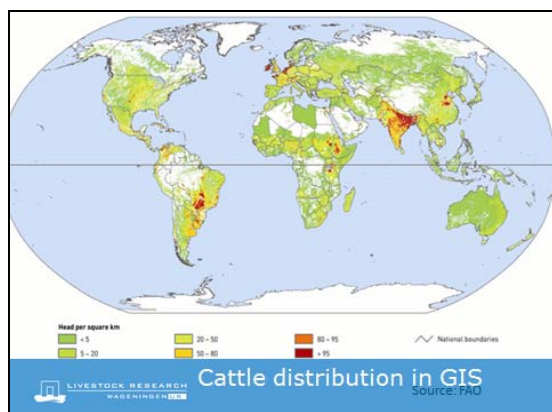 Head per square km
< 5
5 – 20
20 – 50
50 – 80
80 – 95
> 95
National boundaries
LIVESTOCK RESEARCH
WAGENINGEN UR
Cattle distribution in GIS
Source: FAO